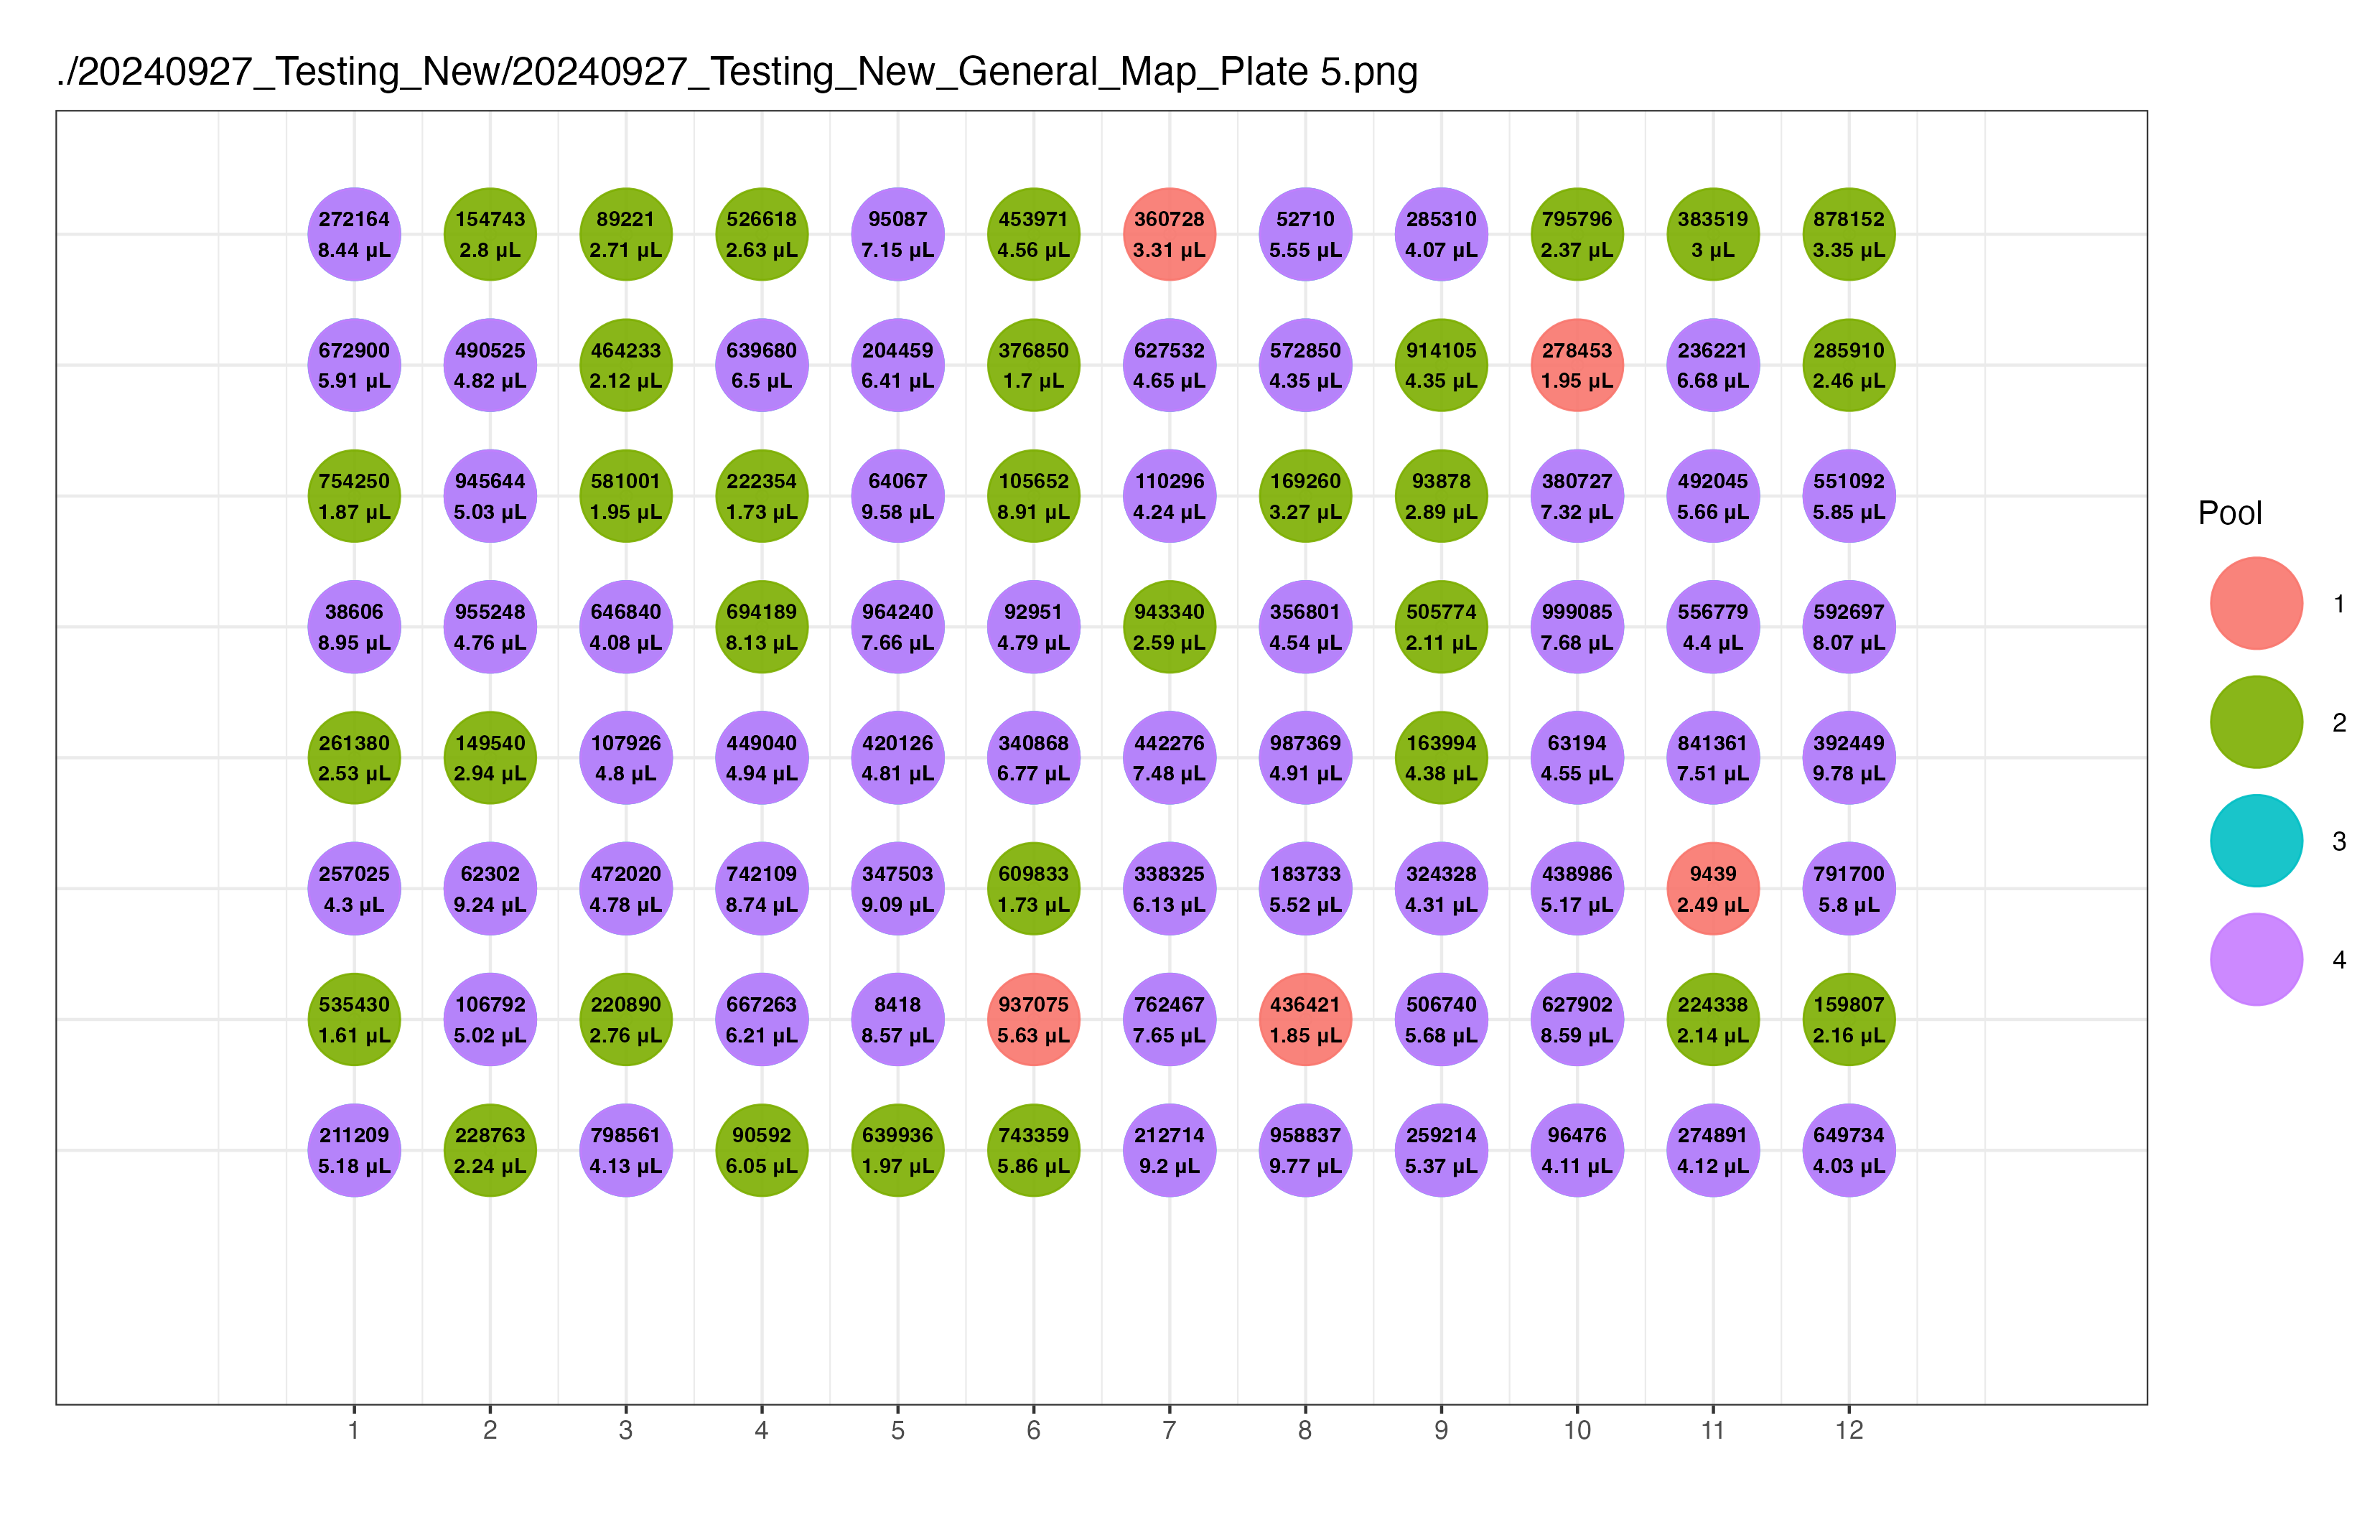 ./20240927_Testing_New/20240927_Testing_New_General_Map_Plate 5.png
272164 154743 89221 526618 95087 453971 360728 52710 285310 795796 383519 878152
8.44 µL 2.8 µL 2.71 µL 2.63 µL 7.15 µL 4.56 µL 3.31 µL 5.55 µL 4.07 µL 2.37 µL 3 µL 3.35 µL
672900 490525 464233 639680 204459 376850 627532 572850 914105 278453 236221 285910
5.91 µL 4.82 µL 2.12 µL 6.5 µL 6.41 µL 1.7 µL 4.65 µL 4.35 µL 4.35 µL 1.95 µL 6.68 µL 2.46 µL
754250 945644 581001 222354 64067 105652 110296 169260 93878 380727 492045 551092
1.87 µL 5.03 µL 1.95 µL 1.73 µL 9.58 µL 8.91 µL 4.24 µL 3.27 µL 2.89 µL 7.32 µL 5.66 µL 5.85 µL
38606 955248 646840 694189 964240 92951 943340 356801 505774 999085 556779 592697
8.95 µL 4.76 µL 4.08 µL 8.13 µL 7.66 µL 4.79 µL 2.59 µL 4.54 µL 2.11 µL 7.68 µL 4.4 µL 8.07 µL
261380 149540 107926 449040 420126 340868 442276 987369 163994 63194 841361 392449
2.53 µL 2.94 µL 4.8 µL 4.94 µL 4.81 µL 6.77 µL 7.48 µL 4.91 µL 4.38 µL 4.55 µL 7.51 µL 9.78 µL
257025 62302 472020 742109 347503 609833 338325 183733 324328 438986 9439 791700
4.3 µL 9.24 µL 4.78 µL 8.74 µL 9.09 µL 1.73 µL 6.13 µL 5.52 µL 4.31 µL 5.17 µL 2.49 µL 5.8 µL
535430 106792 220890 667263 8418 937075 762467 436421 506740 627902 224338 159807
1.61 µL 5.02 µL 2.76 µL 6.21 µL 8.57 µL 5.63 µL 7.65 µL 1.85 µL 5.68 µL 8.59 µL 2.14 µL 2.16 µL
211209 228763 798561 90592 639936 743359 212714 958837 259214 96476 274891 649734
5.18 µL 2.24 µL 4.13 µL 6.05 µL 1.97 µL 5.86 µL 9.2 µL 9.77 µL 5.37 µL 4.11 µL 4.12 µL 4.03 µL
1 2 3 4 5 6 7 8 9 10 11 12
Pool
1
2
3
4